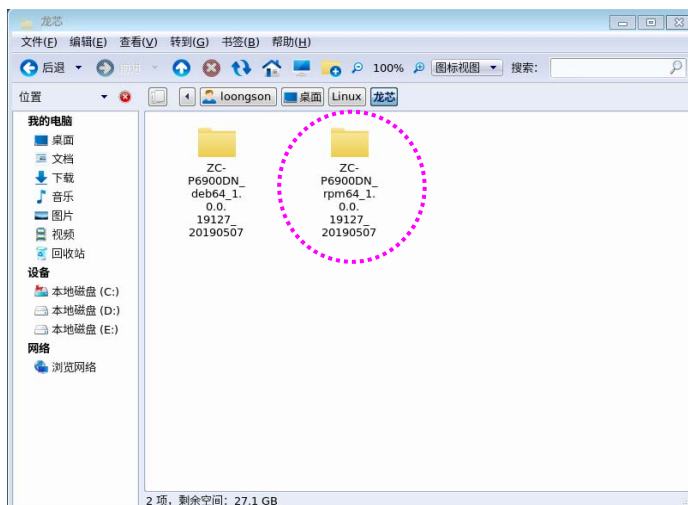 龙芯
文件(F) 编辑(E) 查看(V) 转到(G) 书签(B) 帮助(H)
后退 前进 100% 图标视图 搜索:
位置 loongson 桌面 Linux 龙芯
我的电脑
桌面
文档
下载
音乐
图片
视频
回收站
设备
本地磁盘 (C:)
本地磁盘 (D:)
本地磁盘 (E:)
网络
浏览网络
ZC-
P6900DN_
deb64_1.
0.0.
19127_
20190507
ZC-
P6900DN_
rpm64_1.
0.0.
19127_
20190507
2 项, 剩余空间: 27.1 GB